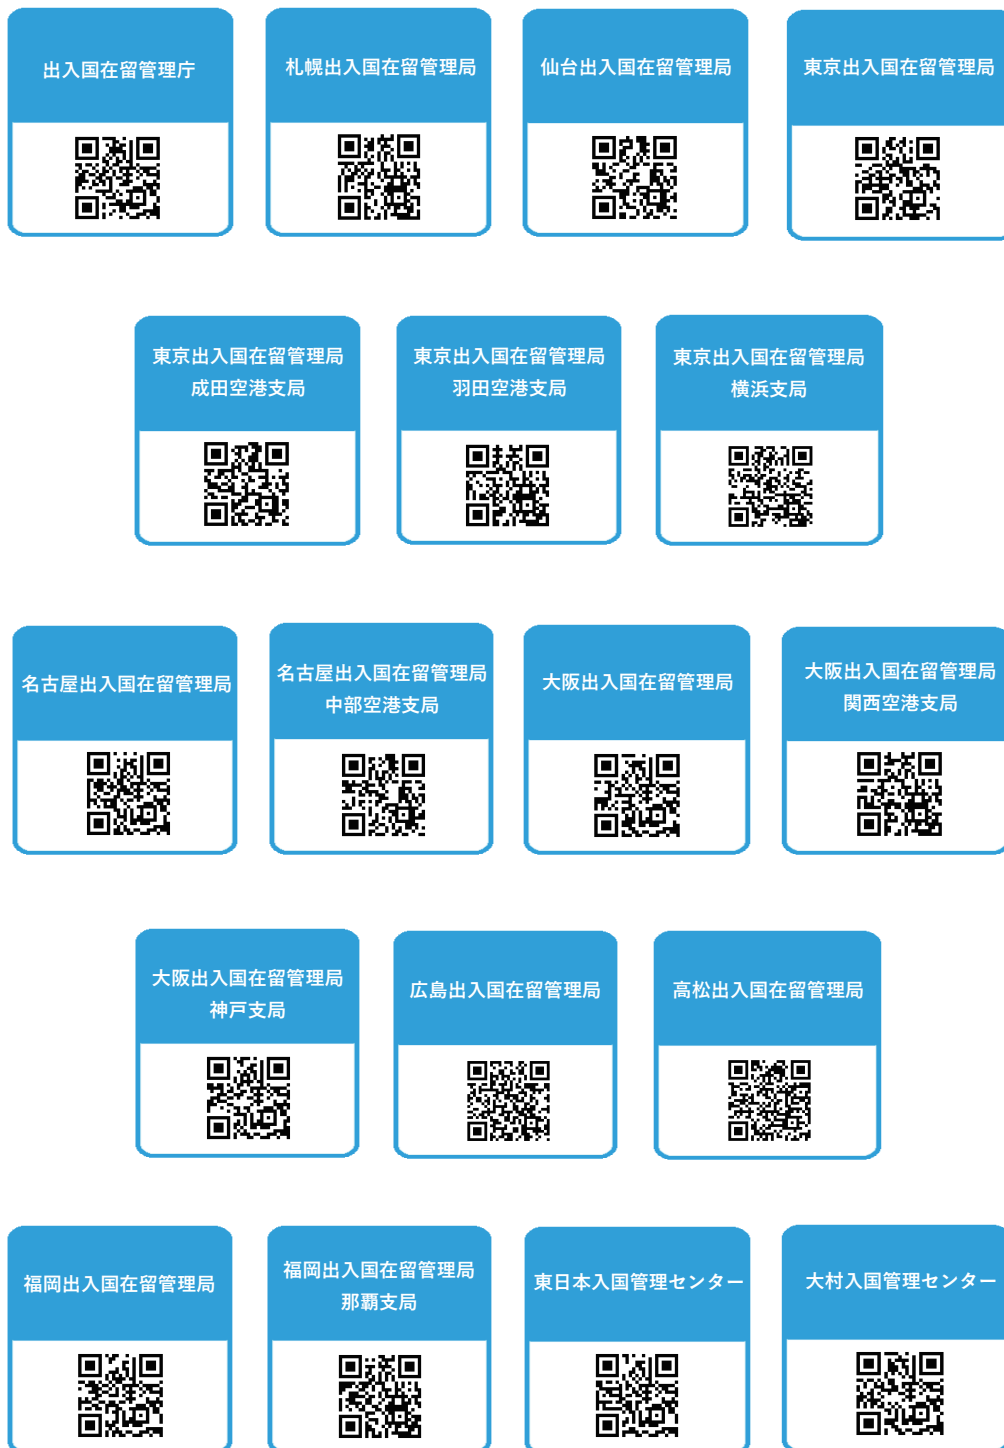 出入国在留管理庁
札幌出入国在留管理局
仙台出入国在留管理局
東京出入国在留管理局
東京出入国在留管理局
成田空港支局
東京出入国在留管理局
羽田空港支局
東京出入国在留管理局
横浜支局
名古屋出入国在留管理局
名古屋出入国在留管理局
中部空港支局
大阪出入国在留管理局
大阪出入国在留管理局
関西空港支局
大阪出入国在留管理局
神戸支局
広島出入国在留管理局
高松出入国在留管理局
福岡出入国在留管理局
福岡出入国在留管理局
那覇支局
東日本入国管理センター
大村入国管理センター